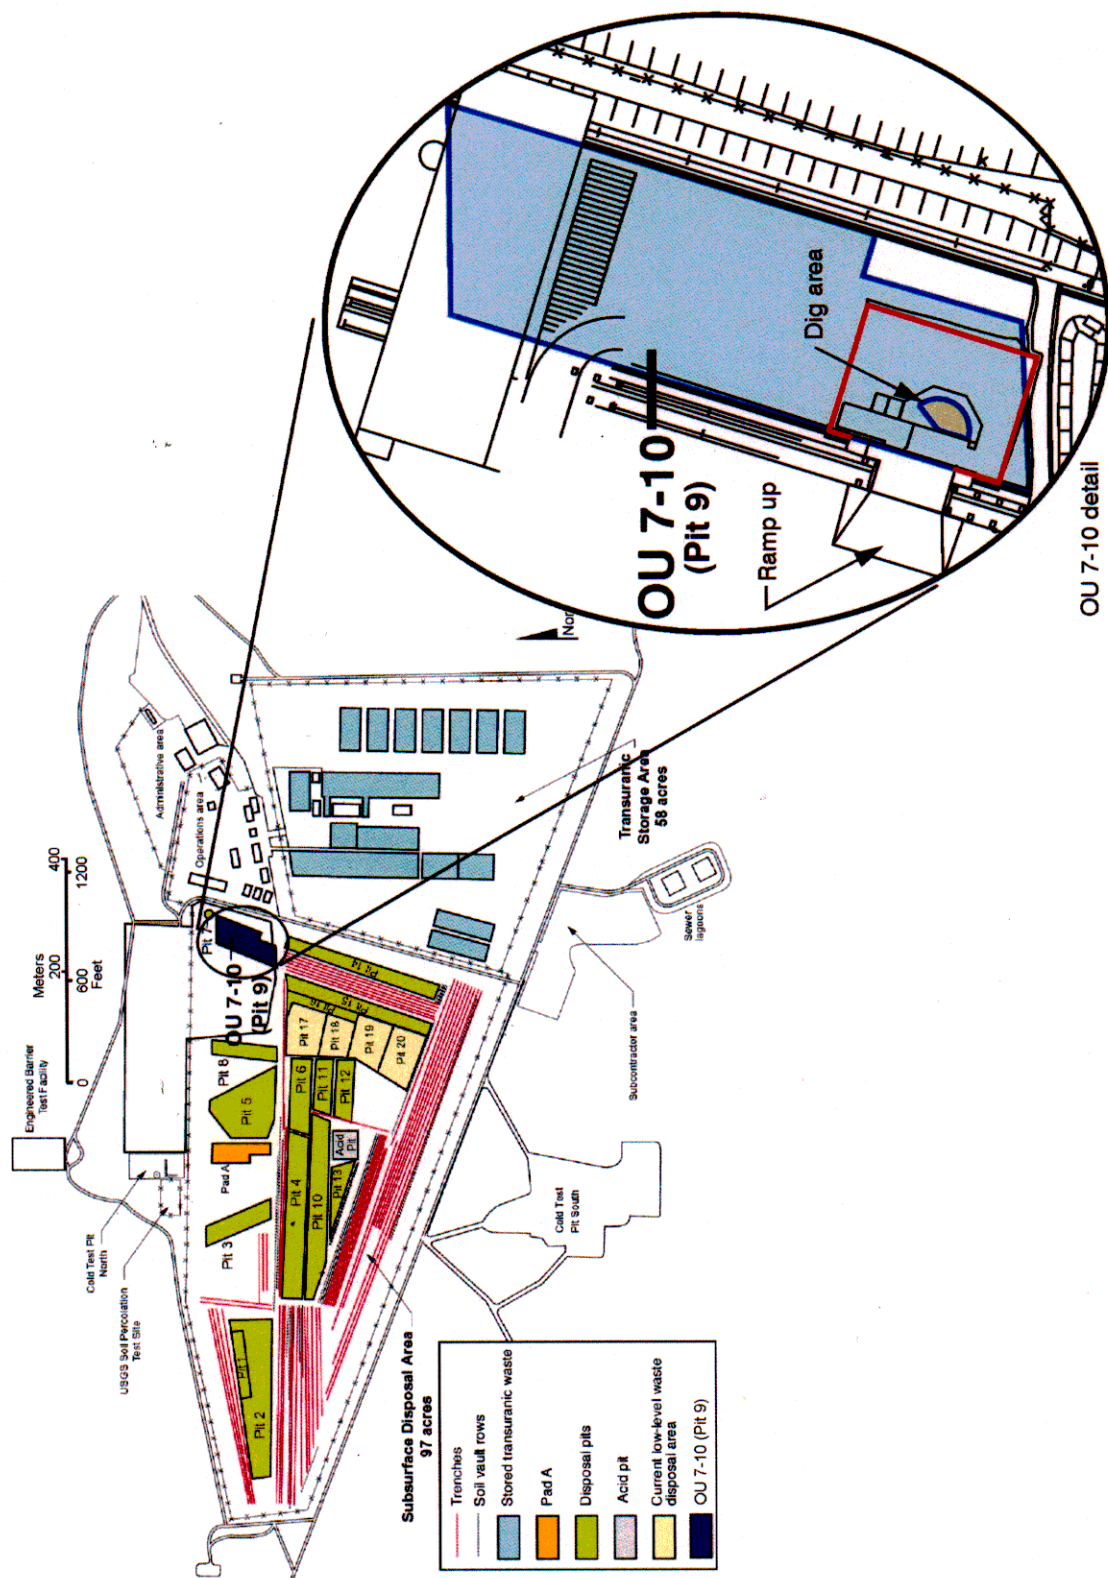 Engineered Barrier
Test Facility
Meters
0 200 400
0 600 1200
Feet
Cold Test Pit
North
USGS Soil Percolation
Test Site
Administrative area
Operations area
Pit 1
Pit 2
Pit 3
Pad A
Pit 5
Pit 8
OU 7-10
(Pit 9)
Pit 4
Pit 6
Pit 10
Pit 11
Pit 12
Acid
Pit
Pit 13
Pit 14
Pit 15
Pit 16
Pit 17
Pit 18
Pit 19
Pit 20
Subsurface Disposal Area
97 acres
Transuranic
Storage Area
58 acres
Cold Test
Pit South
Subcontractor area
Sewer
lagoons
Trenches
Soil vault rows
Stored transuranic waste
Pad A
Disposal pits
Acid pit
Current low-level waste
disposal area
OU 7-10 (Pit 9)
OU 7-10
(Pit 9)
Ramp up
Dig area
OU 7-10 detail